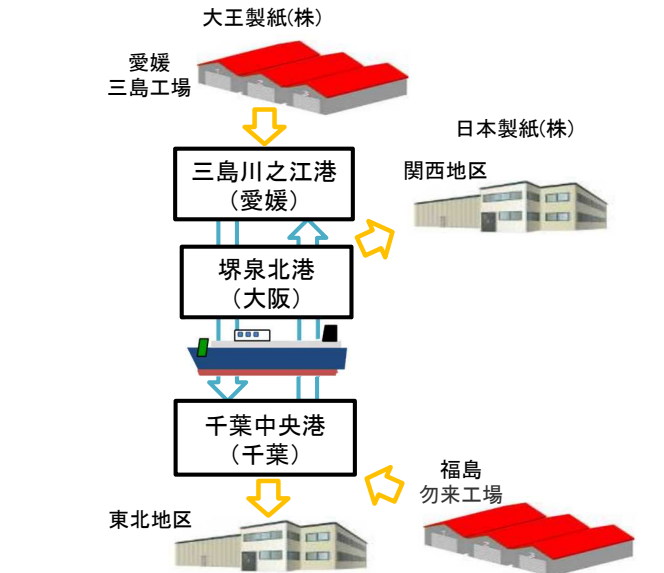 大王製紙(株)
愛媛
三島工場
日本製紙(株)
三島川之江港
(愛媛)
関西地区
堺泉北港
(大阪)
千葉中央港
(千葉)
福島
勿来工場
東北地区